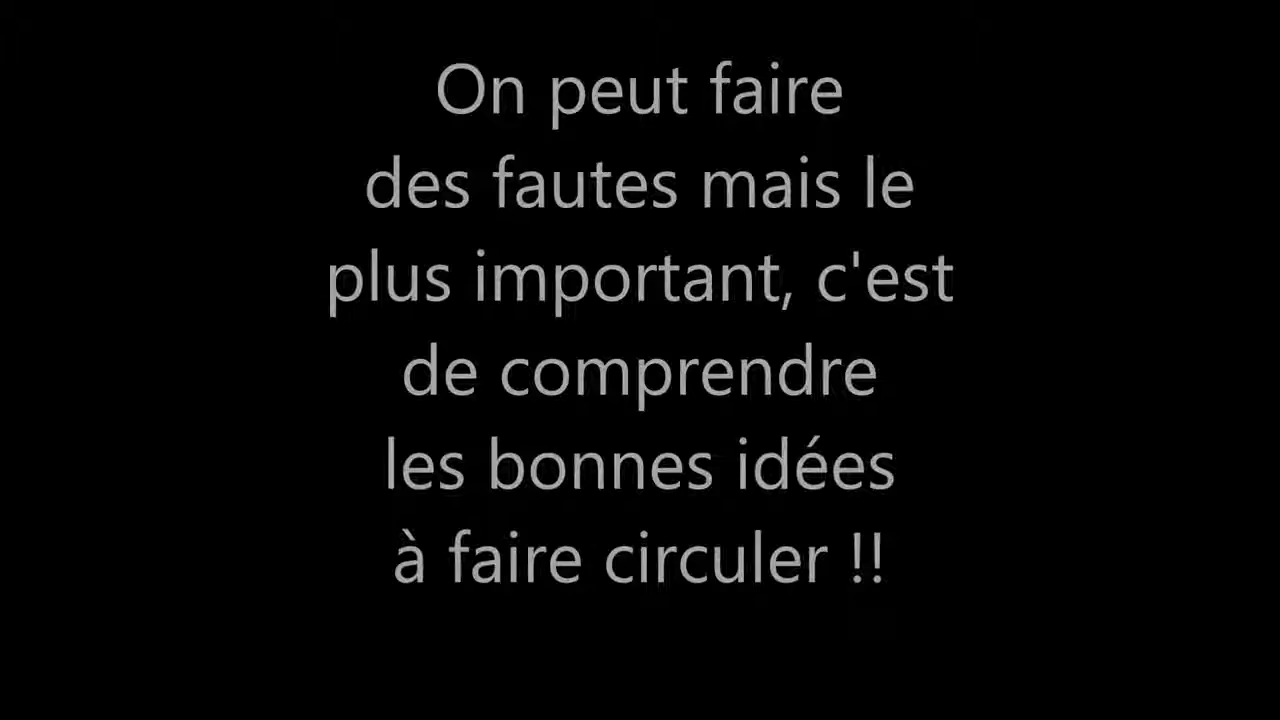 On peut faire
des fautes mais le
plus important, c'est
de comprendre
les bonnes idées
à faire circuler !!